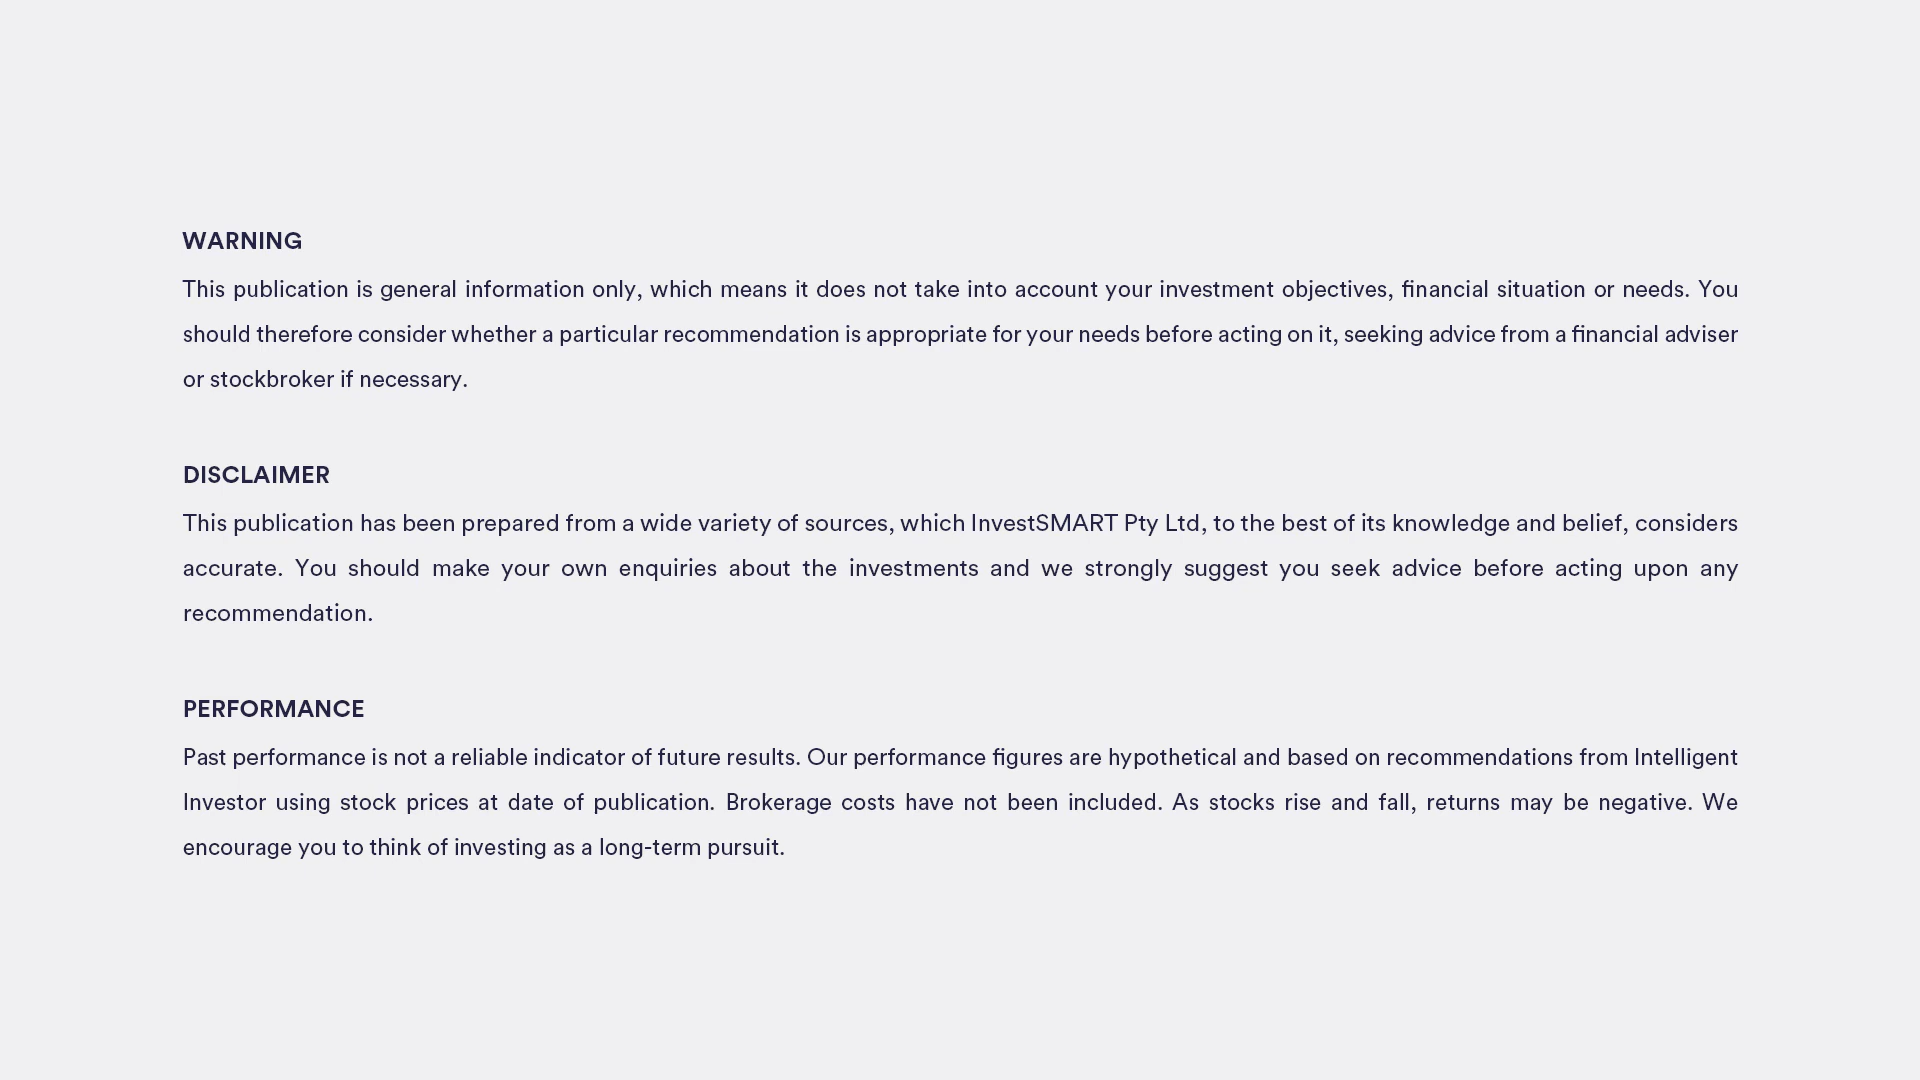 WARNING
This publication is general information only, which means it does not take into account your investment objectives, financial situation or needs. You
should therefore consider whether a particular recommendation is appropriate for your needs before acting on it, seeking advice from a financial adviser
or stockbroker if necessary.
DISCLAIMER
This publication has been prepared from a wide variety of sources, which InvestSMART Pty Ltd, to the best of its knowledge and belief, considers
accurate. You should make your own enquiries about the investments and we strongly suggest you seek advice before acting upon any
recommendation.
PERFORMANCE
Past performance is not a reliable indicator of future results. Our performance figures are hypothetical and based on recommendations from Intelligent
Investor using stock prices at date of publication. Brokerage costs have not been included. As stocks rise and fall, returns may be negative. We
encourage you to think of investing as a long-term pursuit.